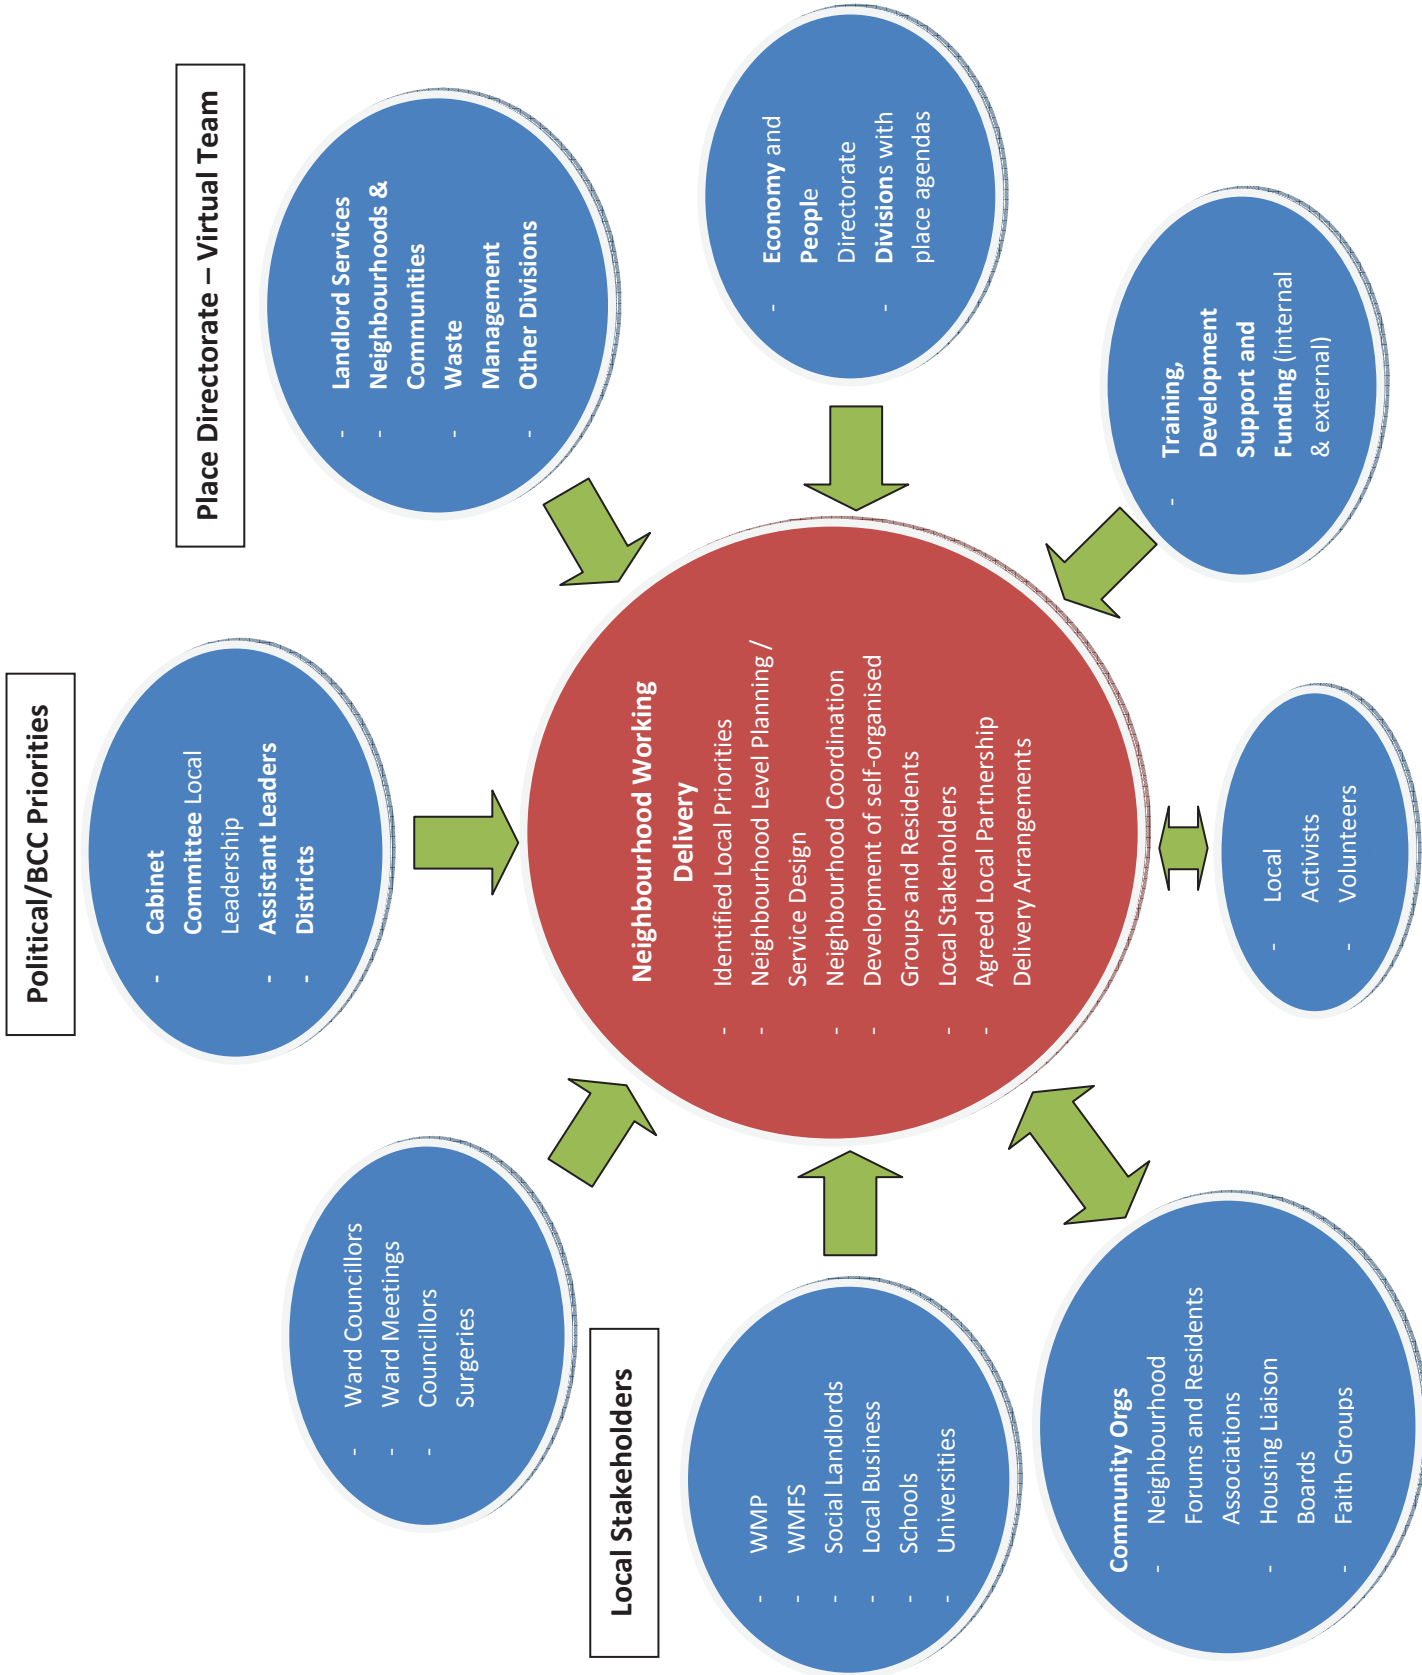 Political/BCC Priorities
Place Directorate – Virtual Team
- Cabinet
Committee Local
Leadership
- Assistant Leaders
- Districts
- Ward Councillors
- Ward Meetings
- Councillors
Surgeries
- Landlord Services
- Neighbourhoods &
Communities
- Waste
Management
- Other Divisions
Local Stakeholders
- WMP
- WMFS
- Social Landlords
- Local Business
- Schools
- Universities
Neighbourhood Working
Delivery
- Identified Local Priorities
- Neighbourhood Level Planning /
Service Design
- Neighbourhood Coordination
- Development of self-organised
Groups and Residents
- Local Stakeholders
- Agreed Local Partnership
Delivery Arrangements
- Economy and
People
Directorate
- Divisions with
place agendas
Community Orgs
- Neighbourhood
Forums and Residents
Associations
- Housing Liaison
Boards
- Faith Groups
- Local
Activists
- Volunteers
- Training,
Development
Support and
Funding (internal
& external)